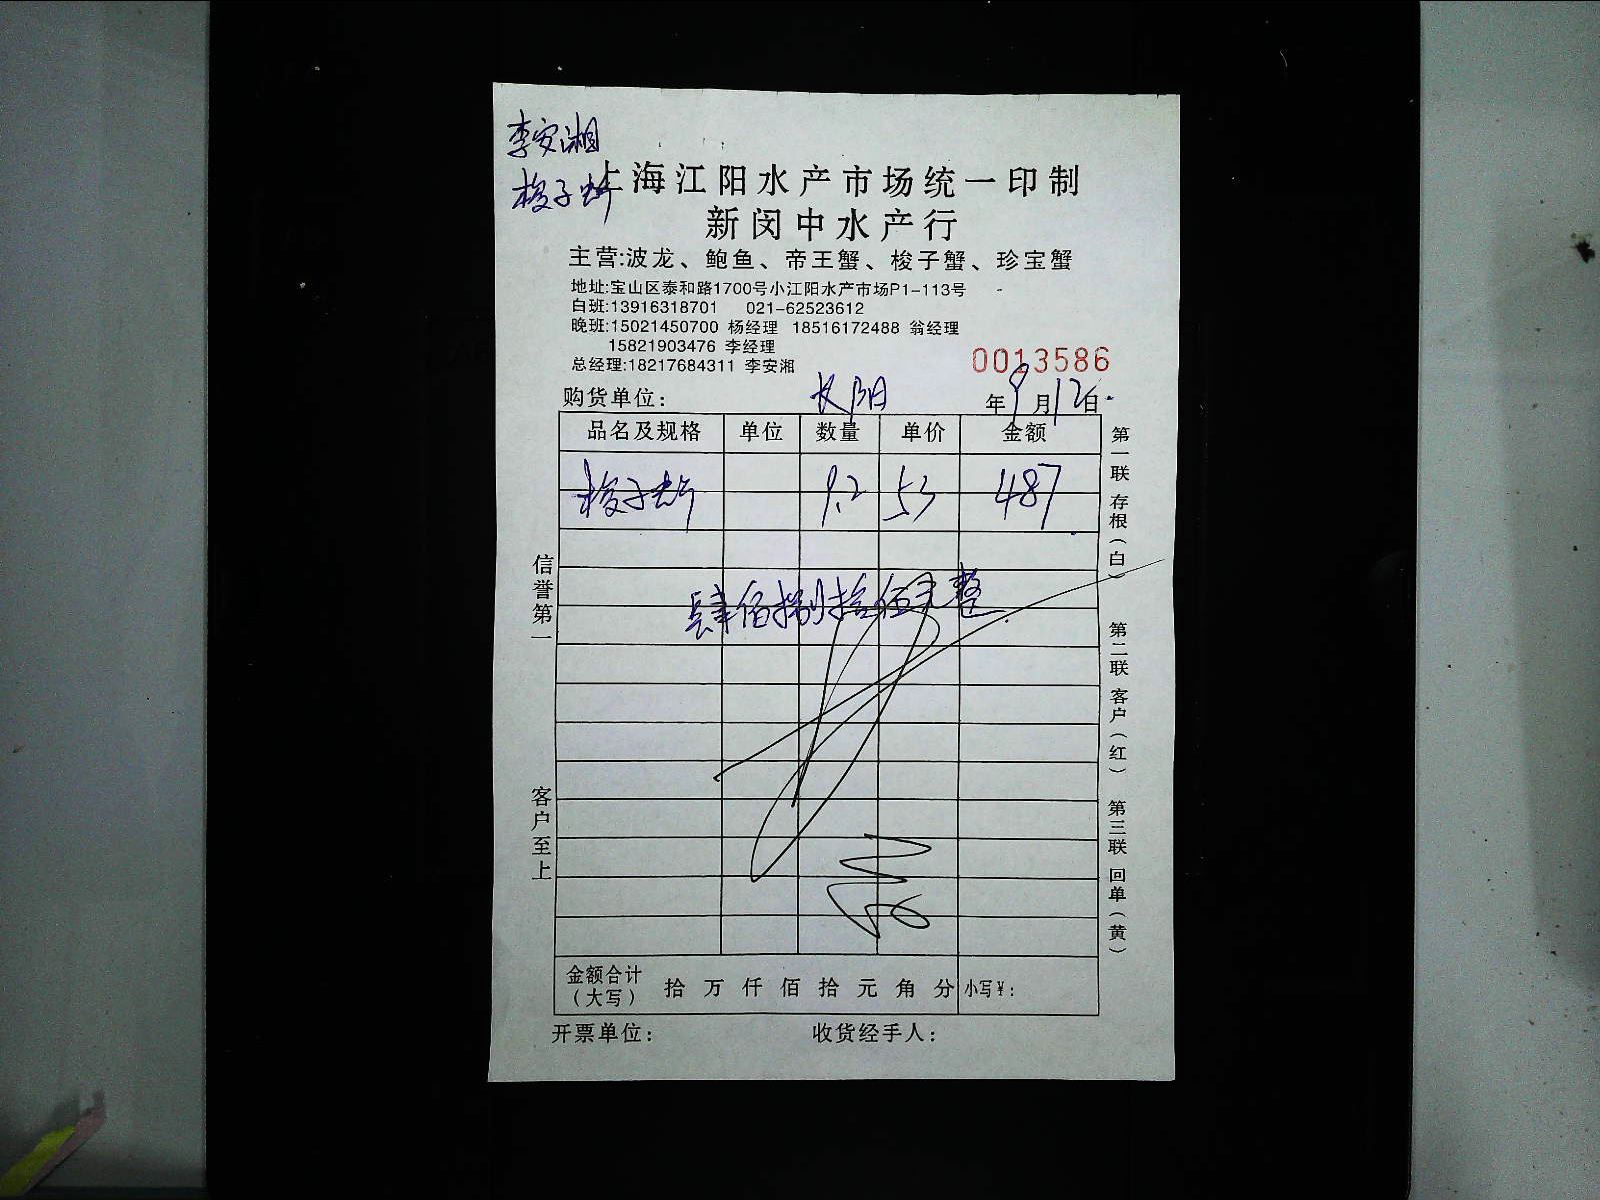 李安湘
梭子蟹
上海江阳水产市场统一印制
新闵中水产行
主营:波龙、鲍鱼、帝王蟹、梭子蟹、珍宝蟹
地址:宝山区泰和路1700号小江阳水产市场P1-113号
白班:13916318701 021-62523612
晚班:15021450700 杨经理 18516172488 翁经理
15821903476 李经理
总经理:18217684311 李安湘
0013586
购货单位: 长阳 年9月12日
品名及规格 单位 数量 单价 金额
梭子蟹 9.2 53 487
肆佰捌拾伍元整
金额合计(大写) 拾 万 仟 佰 拾 元 角 分 小写¥:
开票单位: 收货经手人:
信誉第一 客户至上
第一联 存根(白) 第二联 客户(红) 第三联 回单(黄)